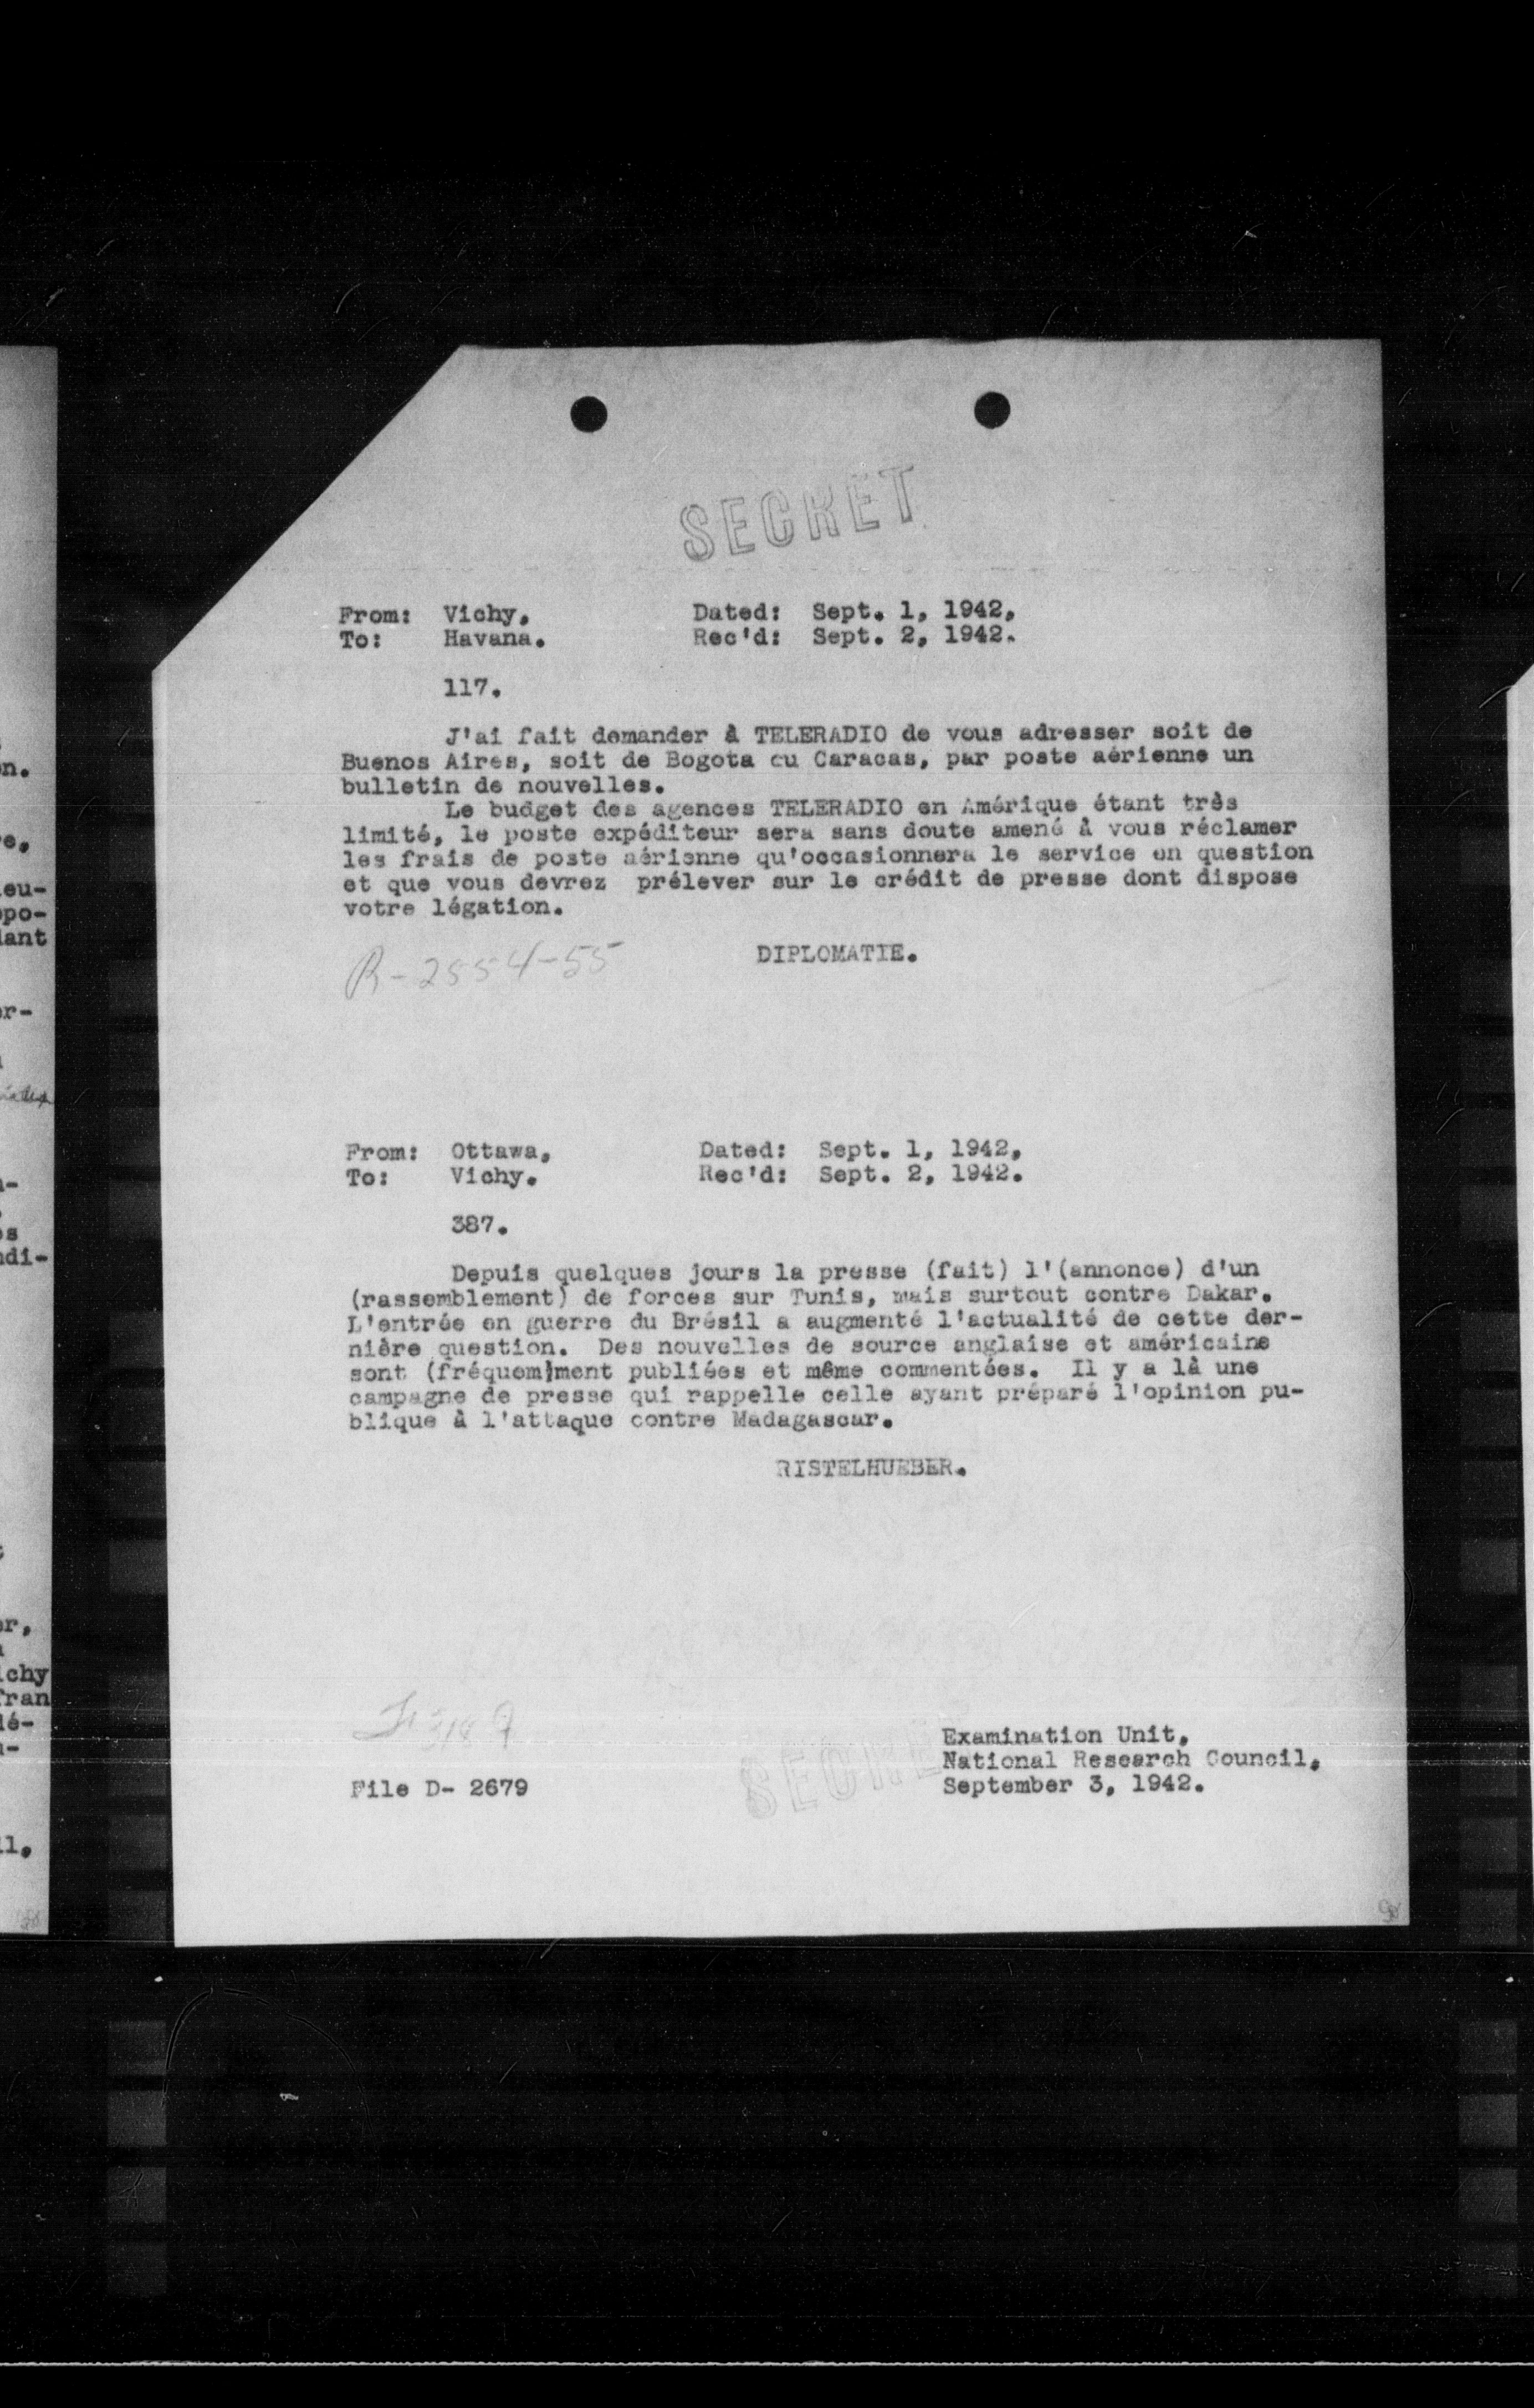 SECRET
From: Vichy, Dated: Sept. 1, 1942,
To: Havana. Rec'd: Sept. 2, 1942.
117.
J'ai fait demander à TELERADIO de vous adresser soit de
Buenos Aires, soit de Bogota ou Caracas, par poste aérienne un
bulletin de nouvelles.
Le budget des agences TELERADIO en Amérique étant très
limité, le poste expéditeur sera sans doute amené à vous réclamer
les frais de poste aérienne qu'occasionnera le service en question
et que vous devrez prélever sur le crédit de presse dont dispose
votre légation.
DIPLOMATIE.
R-2554-55
From: Ottawa, Dated: Sept. 1, 1942,
To: Vichy. Rec'd: Sept. 2, 1942.
387.
Depuis quelques jours la presse (fait) l'(annonce) d'un
(rassemblement) de forces sur Tunis, mais surtout contre Dakar.
L'entrée en guerre du Brésil a augmenté l'actualité de cette der-
nière question. Des nouvelles de source anglaise et américaine
sont (fréquem)ment publiées et même commentées. Il y a là une
campagne de presse qui rappelle celle ayant préparé l'opinion pu-
blique à l'attaque contre Madagascar.
RISTELHUEBER.
Examination Unit,
National Research Council,
File D- 2679 September 3, 1942.
SECRE